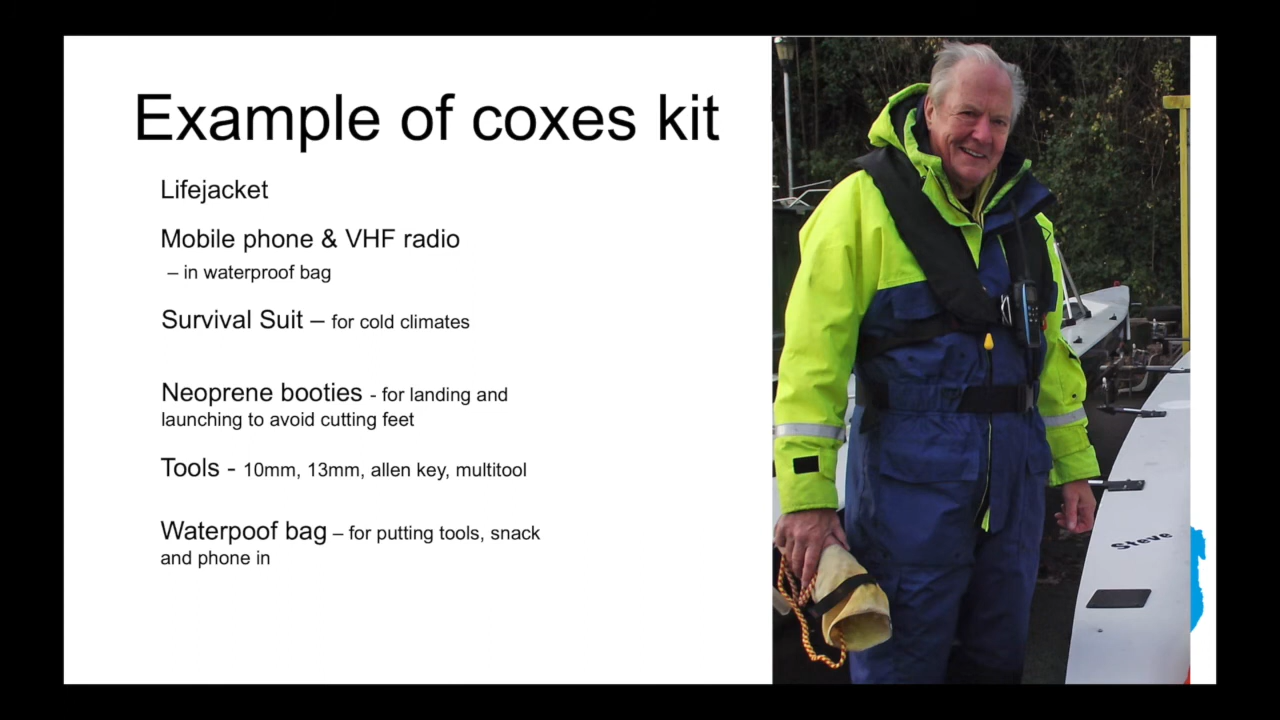 Example of coxes kit
Lifejacket
Mobile phone & VHF radio
– in waterproof bag
Survival Suit – for cold climates
Neoprene booties - for landing and
launching to avoid cutting feet
Tools - 10mm, 13mm, allen key, multitool
Waterpoof bag – for putting tools, snack
and phone in
Steve